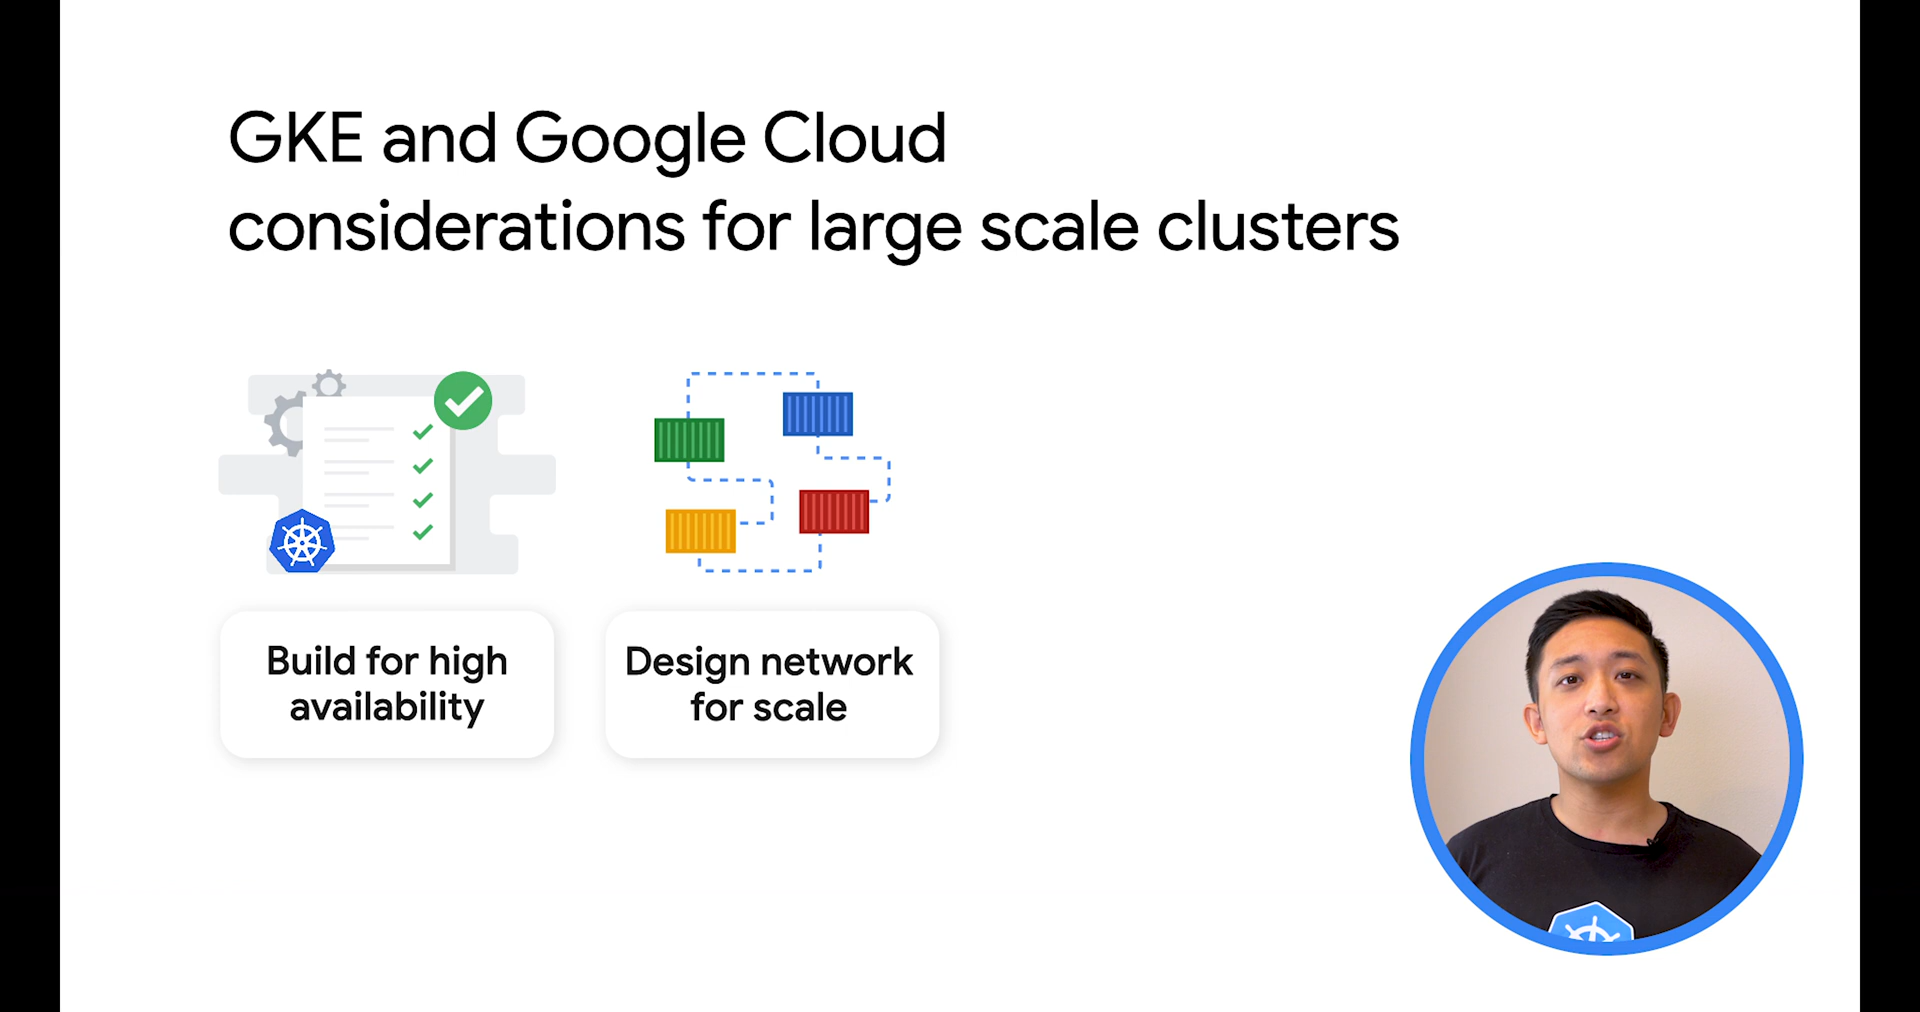 GKE and Google Cloud
considerations for large scale clusters
Build for high
availability
Design network
for scale